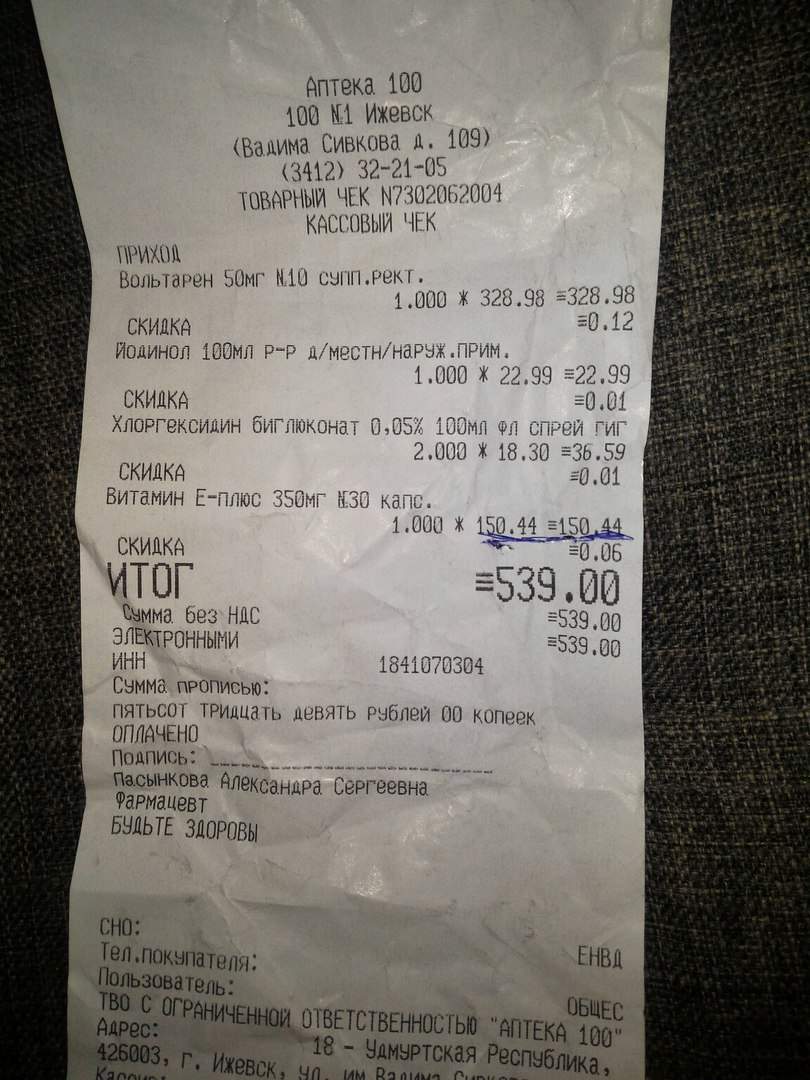 Аптека 100
100 №1 Ижевск
(Вадима Сивкова д. 109)
(3412) 32-21-05
ТОВАРНЫЙ ЧЕК N7302062004
КАССОВЫЙ ЧЕК
ПРИХОД
Вольтарен 50мг №10 супп.рект.
1.000 * 328.98 =328.98
СКИДКА =0.12
Йодинол 100мл р-р д/местн/наруж.прим.
1.000 * 22.99 =22.99
СКИДКА =0.01
Хлоргексидин биглюконат 0,05% 100мл фл спрей гиг
2.000 * 18.30 =36.59
СКИДКА =0.01
Витамин Е-плюс 350мг №30 капс.
1.000 * 150.44 =150.44
СКИДКА =0.06
ИТОГ =539.00
Сумма без НДС =539.00
ЭЛЕКТРОННЫМИ =539.00
ИНН 1841070304
Сумма прописью:
пятьсот тридцать девять рублей 00 копеек
ОПЛАЧЕНО
Подпись: ________________
Пасынкова Александра Сергеевна
Фармацевт
БУДЬТЕ ЗДОРОВЫ
СНО: ЕНВД
Тел.покупателя:
Пользователь: ОБЩЕС
ТВО С ОГРАНИЧЕННОЙ ОТВЕТСТВЕННОСТЬЮ "АПТЕКА 100"
Адрес: 18 - Удмуртская Республика,
426003, г. Ижевск, ул. им Вадима